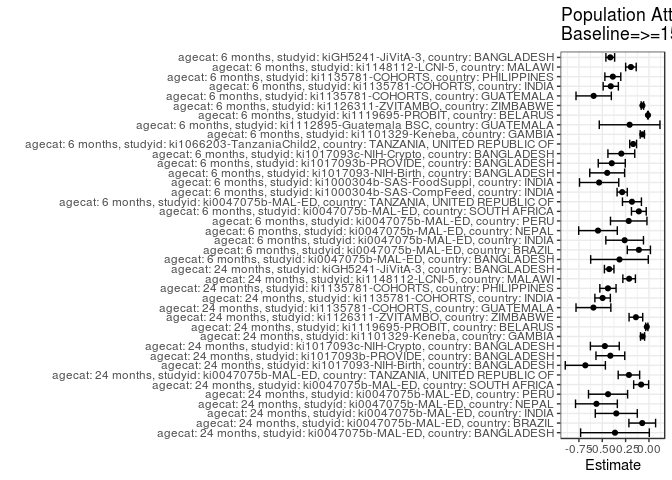 Population Att
Baseline=>=15
agecat: 6 months, studyid: kiGH5241-JiVitA-3, country: BANGLADESH
agecat: 6 months, studyid: ki1148112-LCNI-5, country: MALAWI
agecat: 6 months, studyid: ki1135781-COHORTS, country: PHILIPPINES
agecat: 6 months, studyid: ki1135781-COHORTS, country: INDIA
agecat: 6 months, studyid: ki1135781-COHORTS, country: GUATEMALA
agecat: 6 months, studyid: ki1126311-ZVITAMBO, country: ZIMBABWE
agecat: 6 months, studyid: ki1119695-PROBIT, country: BELARUS
agecat: 6 months, studyid: ki1112895-Guatemala BSC, country: GUATEMALA
agecat: 6 months, studyid: ki1101329-Keneba, country: GAMBIA
agecat: 6 months, studyid: ki1066203-TanzaniaChild2, country: TANZANIA, UNITED REPUBLIC OF
agecat: 6 months, studyid: ki1017093c-NIH-Crypto, country: BANGLADESH
agecat: 6 months, studyid: ki1017093b-PROVIDE, country: BANGLADESH
agecat: 6 months, studyid: ki1017093-NIH-Birth, country: BANGLADESH
agecat: 6 months, studyid: ki1000304b-SAS-FoodSuppl, country: INDIA
agecat: 6 months, studyid: ki1000304b-SAS-CompFeed, country: INDIA
agecat: 6 months, studyid: ki0047075b-MAL-ED, country: TANZANIA, UNITED REPUBLIC OF
agecat: 6 months, studyid: ki0047075b-MAL-ED, country: SOUTH AFRICA
agecat: 6 months, studyid: ki0047075b-MAL-ED, country: PERU
agecat: 6 months, studyid: ki0047075b-MAL-ED, country: NEPAL
agecat: 6 months, studyid: ki0047075b-MAL-ED, country: INDIA
agecat: 6 months, studyid: ki0047075b-MAL-ED, country: BRAZIL
agecat: 6 months, studyid: ki0047075b-MAL-ED, country: BANGLADESH
agecat: 24 months, studyid: kiGH5241-JiVitA-3, country: BANGLADESH
agecat: 24 months, studyid: ki1148112-LCNI-5, country: MALAWI
agecat: 24 months, studyid: ki1135781-COHORTS, country: PHILIPPINES
agecat: 24 months, studyid: ki1135781-COHORTS, country: INDIA
agecat: 24 months, studyid: ki1135781-COHORTS, country: GUATEMALA
agecat: 24 months, studyid: ki1126311-ZVITAMBO, country: ZIMBABWE
agecat: 24 months, studyid: ki1119695-PROBIT, country: BELARUS
agecat: 24 months, studyid: ki1101329-Keneba, country: GAMBIA
agecat: 24 months, studyid: ki1017093c-NIH-Crypto, country: BANGLADESH
agecat: 24 months, studyid: ki1017093b-PROVIDE, country: BANGLADESH
agecat: 24 months, studyid: ki1017093-NIH-Birth, country: BANGLADESH
agecat: 24 months, studyid: ki0047075b-MAL-ED, country: TANZANIA, UNITED REPUBLIC OF
agecat: 24 months, studyid: ki0047075b-MAL-ED, country: SOUTH AFRICA
agecat: 24 months, studyid: ki0047075b-MAL-ED, country: PERU
agecat: 24 months, studyid: ki0047075b-MAL-ED, country: NEPAL
agecat: 24 months, studyid: ki0047075b-MAL-ED, country: INDIA
agecat: 24 months, studyid: ki0047075b-MAL-ED, country: BRAZIL
agecat: 24 months, studyid: ki0047075b-MAL-ED, country: BANGLADESH
-0.75 -0.50 -0.25 0.00
Estimate